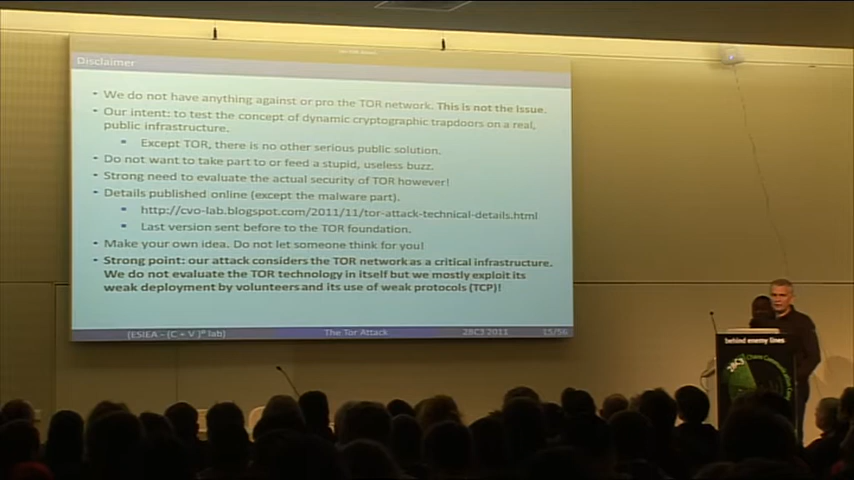 Disclaimer
We do not have anything against or pro the TOR network. This is not the issue.
Our intent: to test the concept of dynamic cryptographic trapdoors on a real,
public infrastructure.
Except TOR, there is no other serious public solution.
Do not want to take part to or feed a stupid, useless buzz.
Strong need to evaluate the actual security of TOR however!
Details published online (except the malware part).
http://cvo-lab.blogspot.com/2011/11/tor-attack-technical-details.html
Last version sent before to the TOR foundation.
Make your own idea. Do not let someone think for you!
Strong point: our attack considers the TOR network as a critical infrastructure.
We do not evaluate the TOR technology in itself but we mostly exploit its
weak deployment by volunteers and its use of weak protocols (TCP)!
(ESIEA - (C + V)° lab) The Tor Attack 28C3 2011 15/56
behind enemy lines